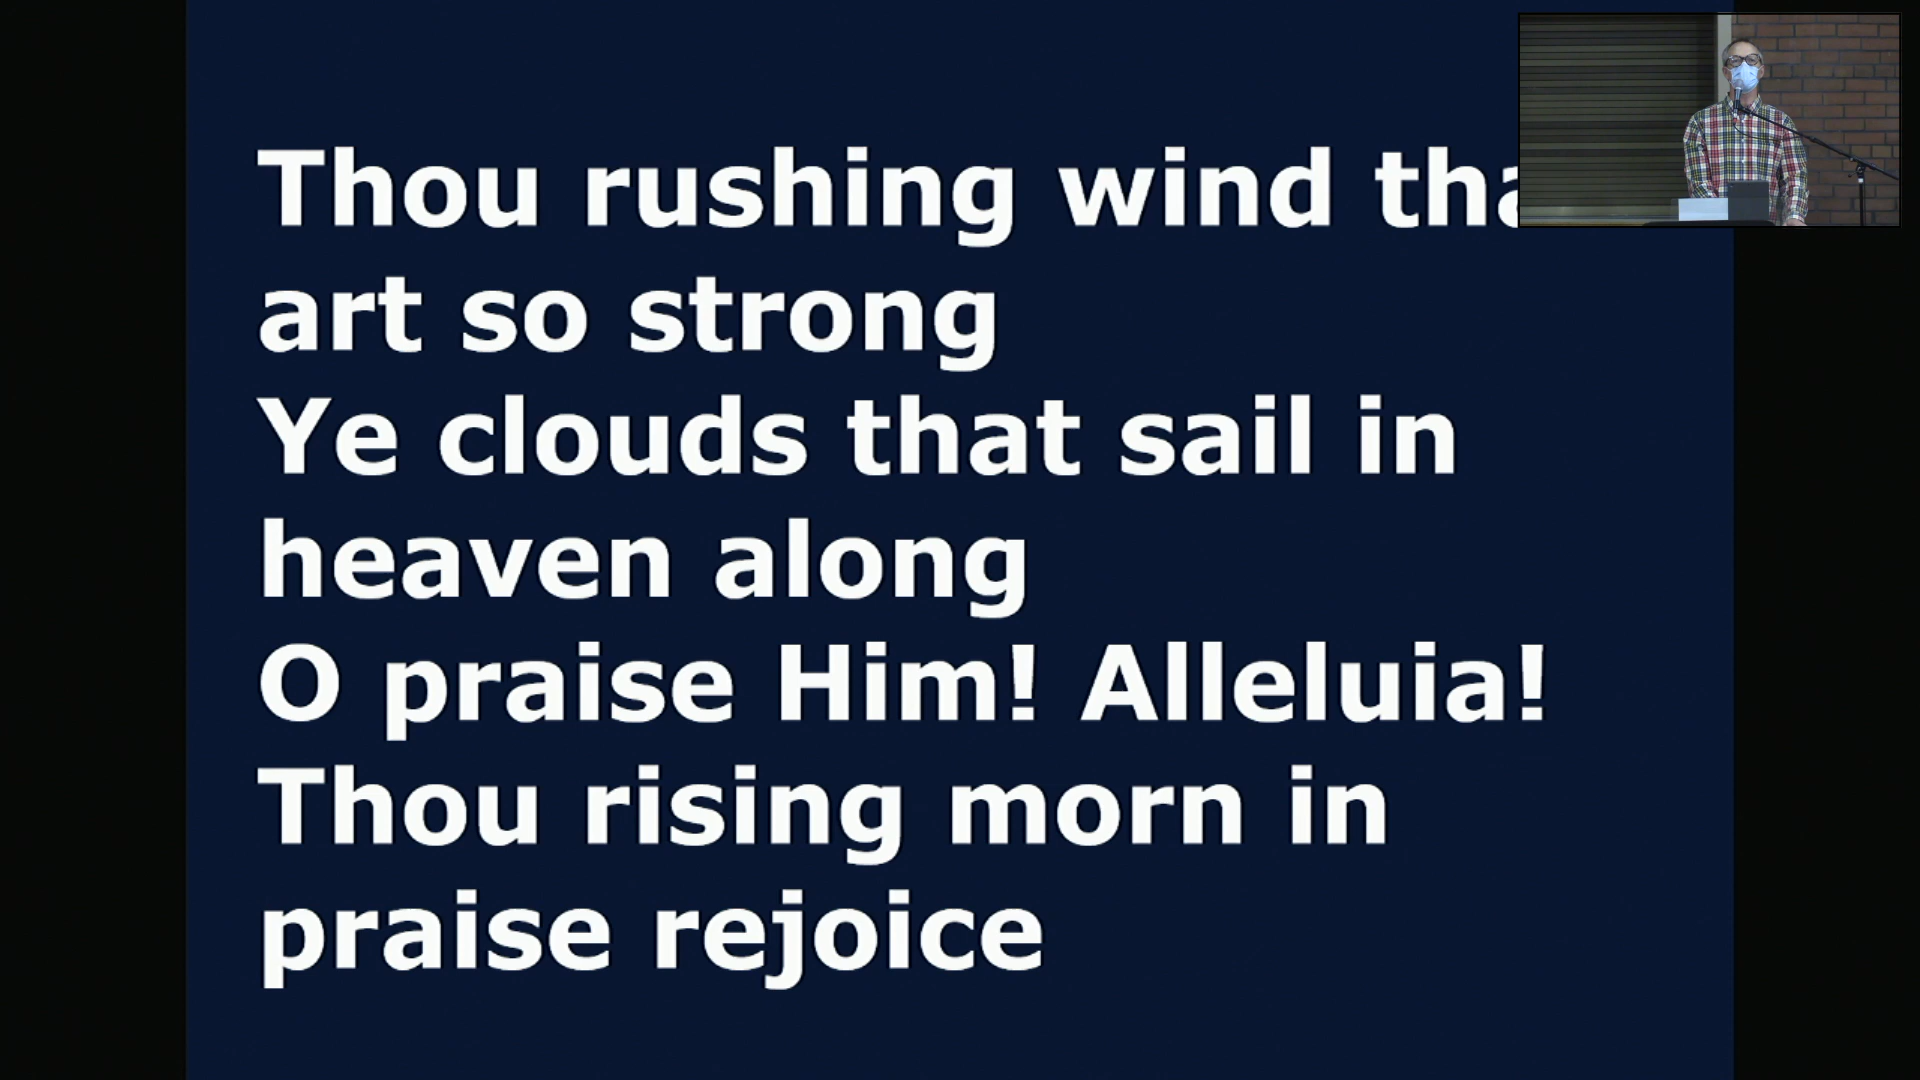 Thou rushing wind
art so strong
Ye clouds that sail in
heaven along
O praise Him! Alleluia!
Thou rising morn in
praise rejoice